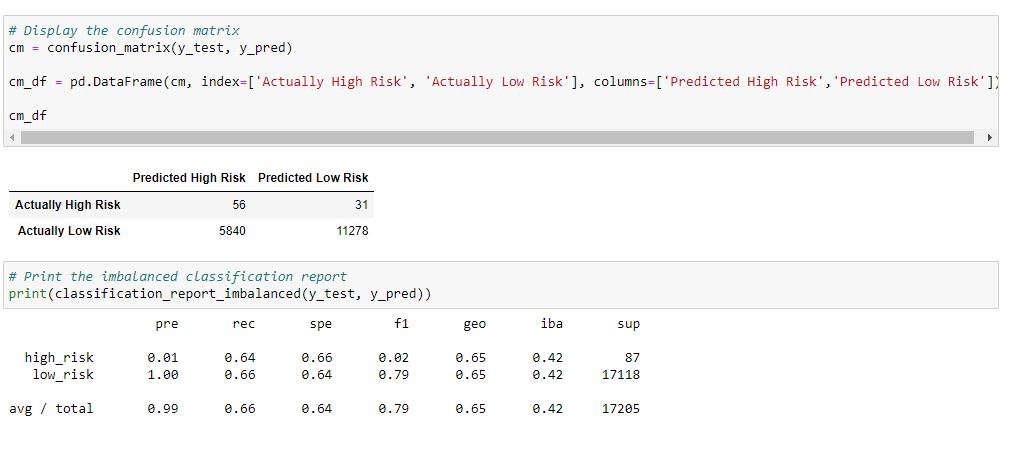 # Display the confusion matrix
cm = confusion_matrix(y_test, y_pred)
cm_df = pd.DataFrame(cm, index=['Actually High Risk', 'Actually Low Risk'], columns=['Predicted High Risk','Predicted Low Risk'])
cm_df
Predicted High Risk Predicted Low Risk
Actually High Risk 56 31
Actually Low Risk 5840 11278
# Print the imbalanced classification report
print(classification_report_imbalanced(y_test, y_pred))
pre rec spe f1 geo iba sup
high_risk 0.01 0.64 0.66 0.02 0.65 0.42 87
low_risk 1.00 0.66 0.64 0.79 0.65 0.42 17118
avg / total 0.99 0.66 0.64 0.79 0.65 0.42 17205